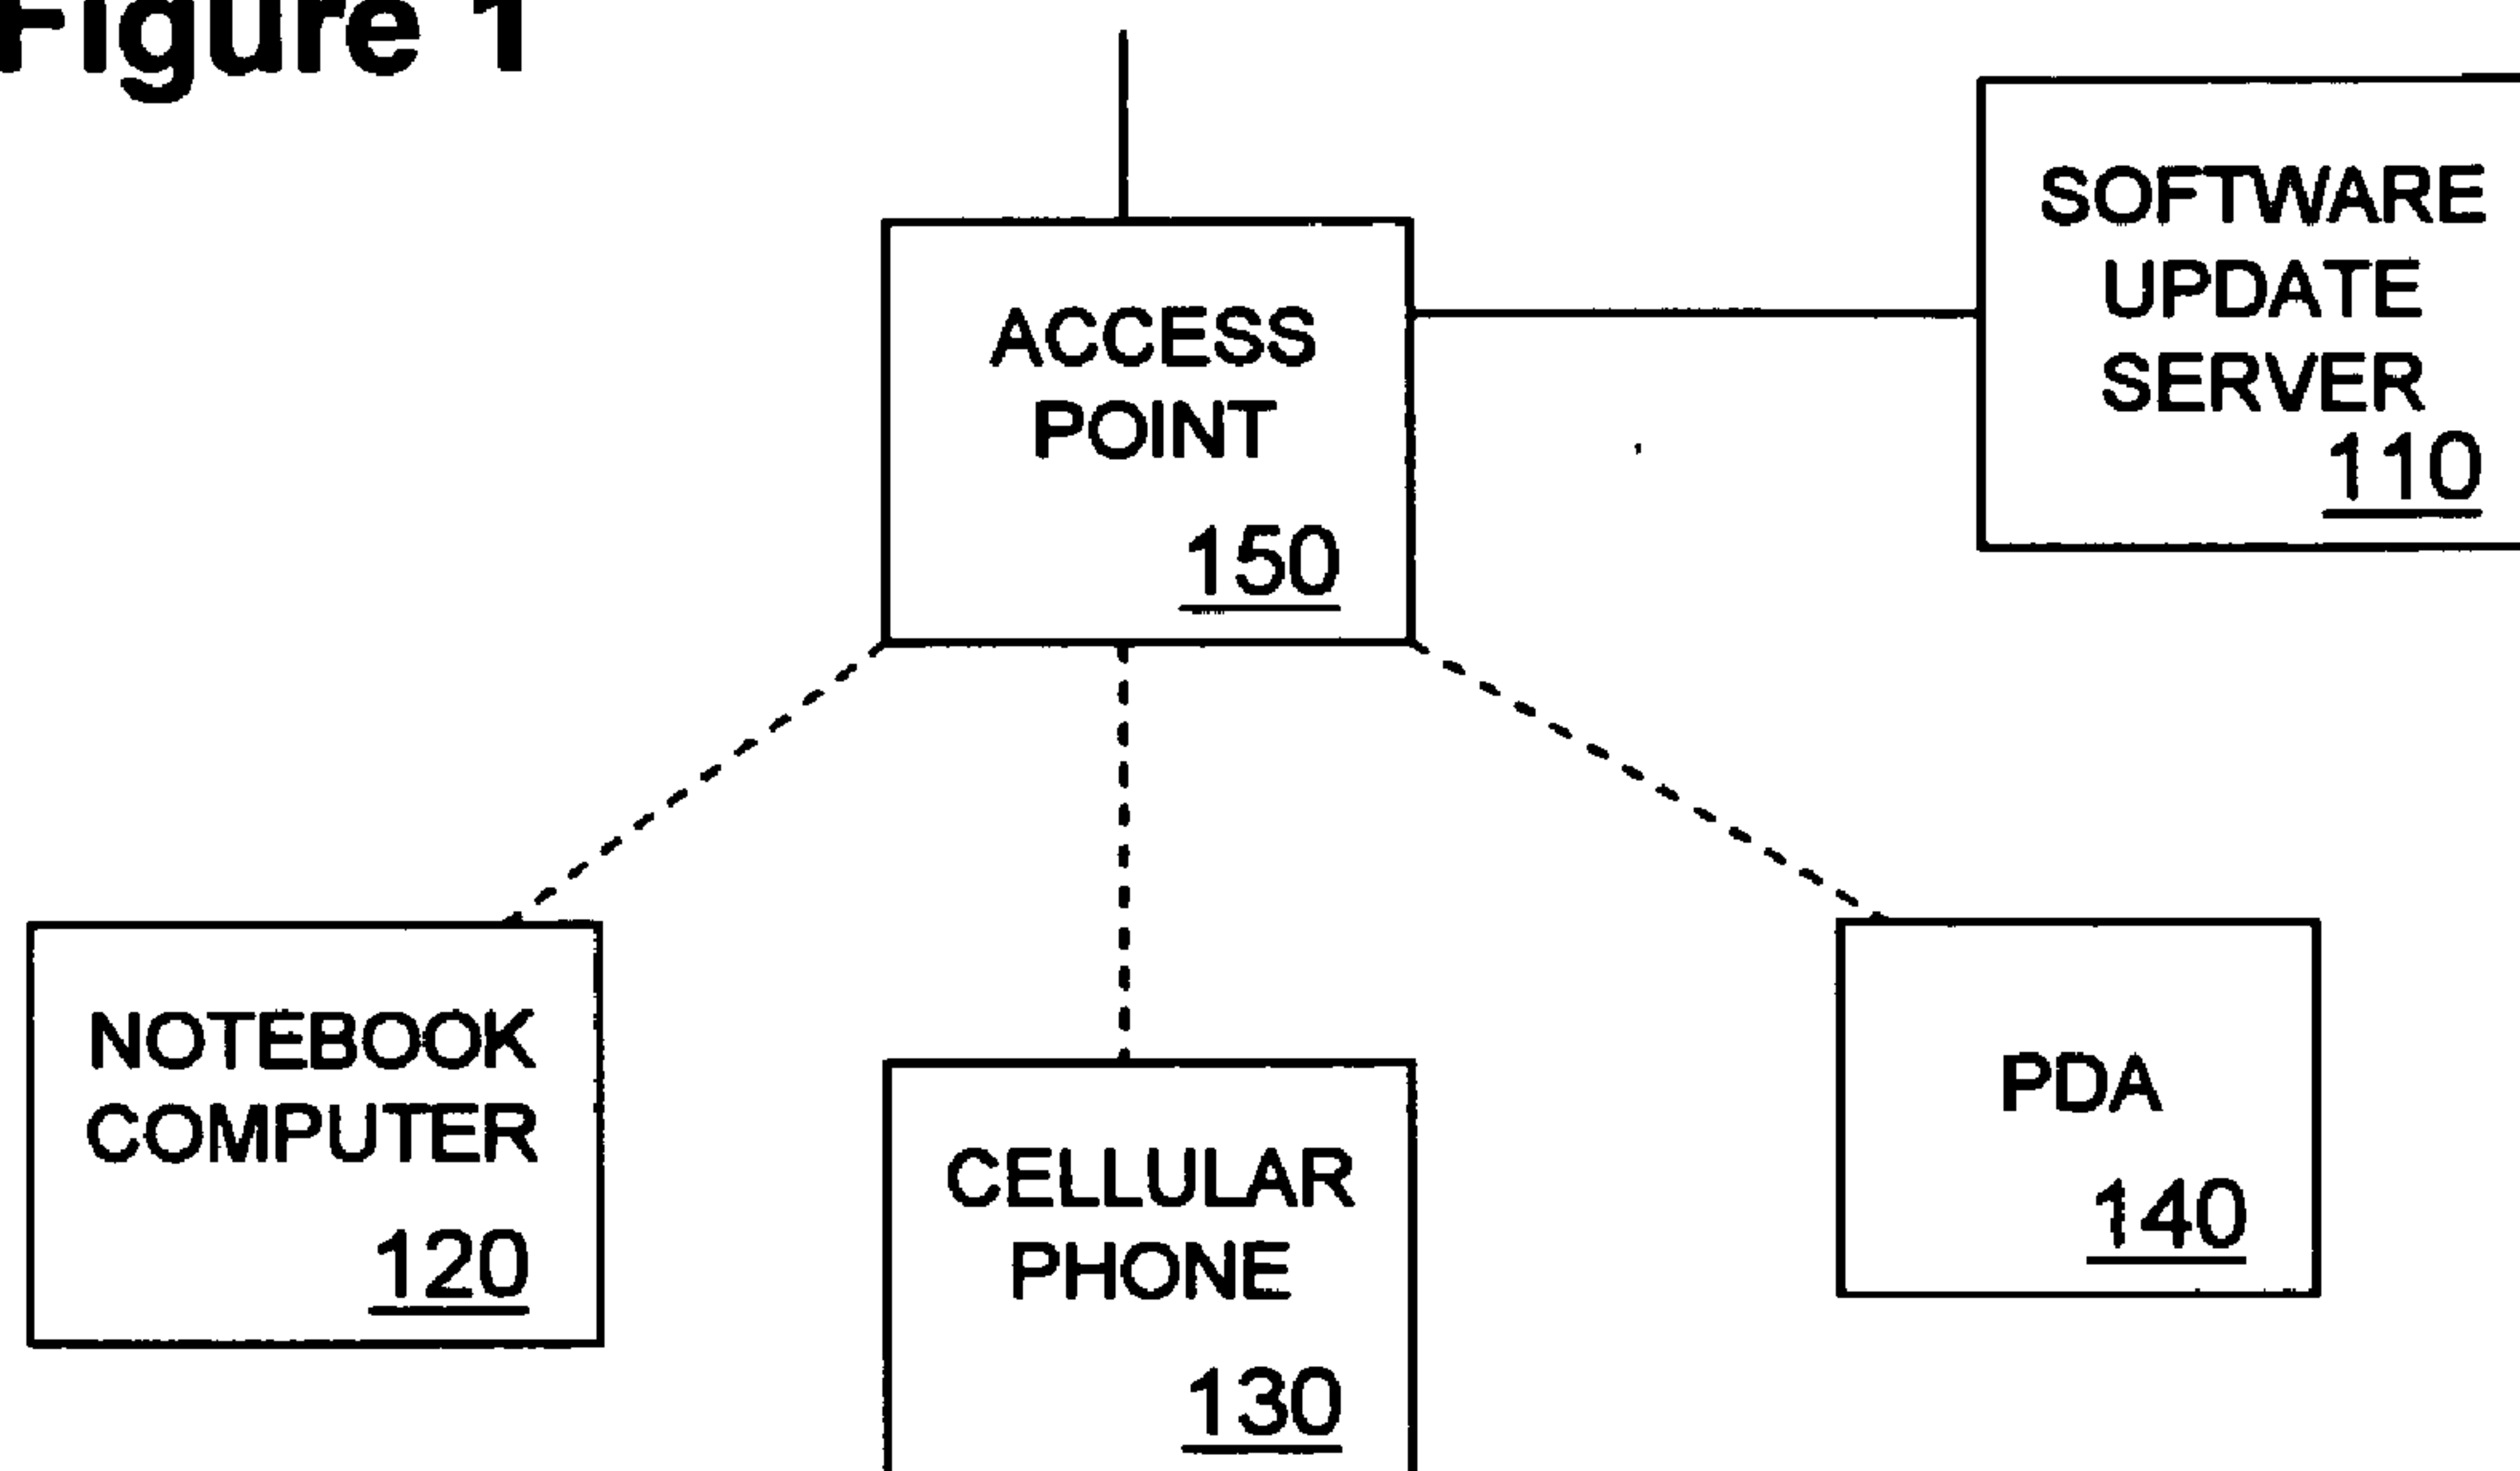 Figure 1
SOFTWARE
UPDATE
SERVER
110
ACCESS
POINT
150
NOTEBOOK
COMPUTER
120
CELLULAR
PHONE
130
PDA
140